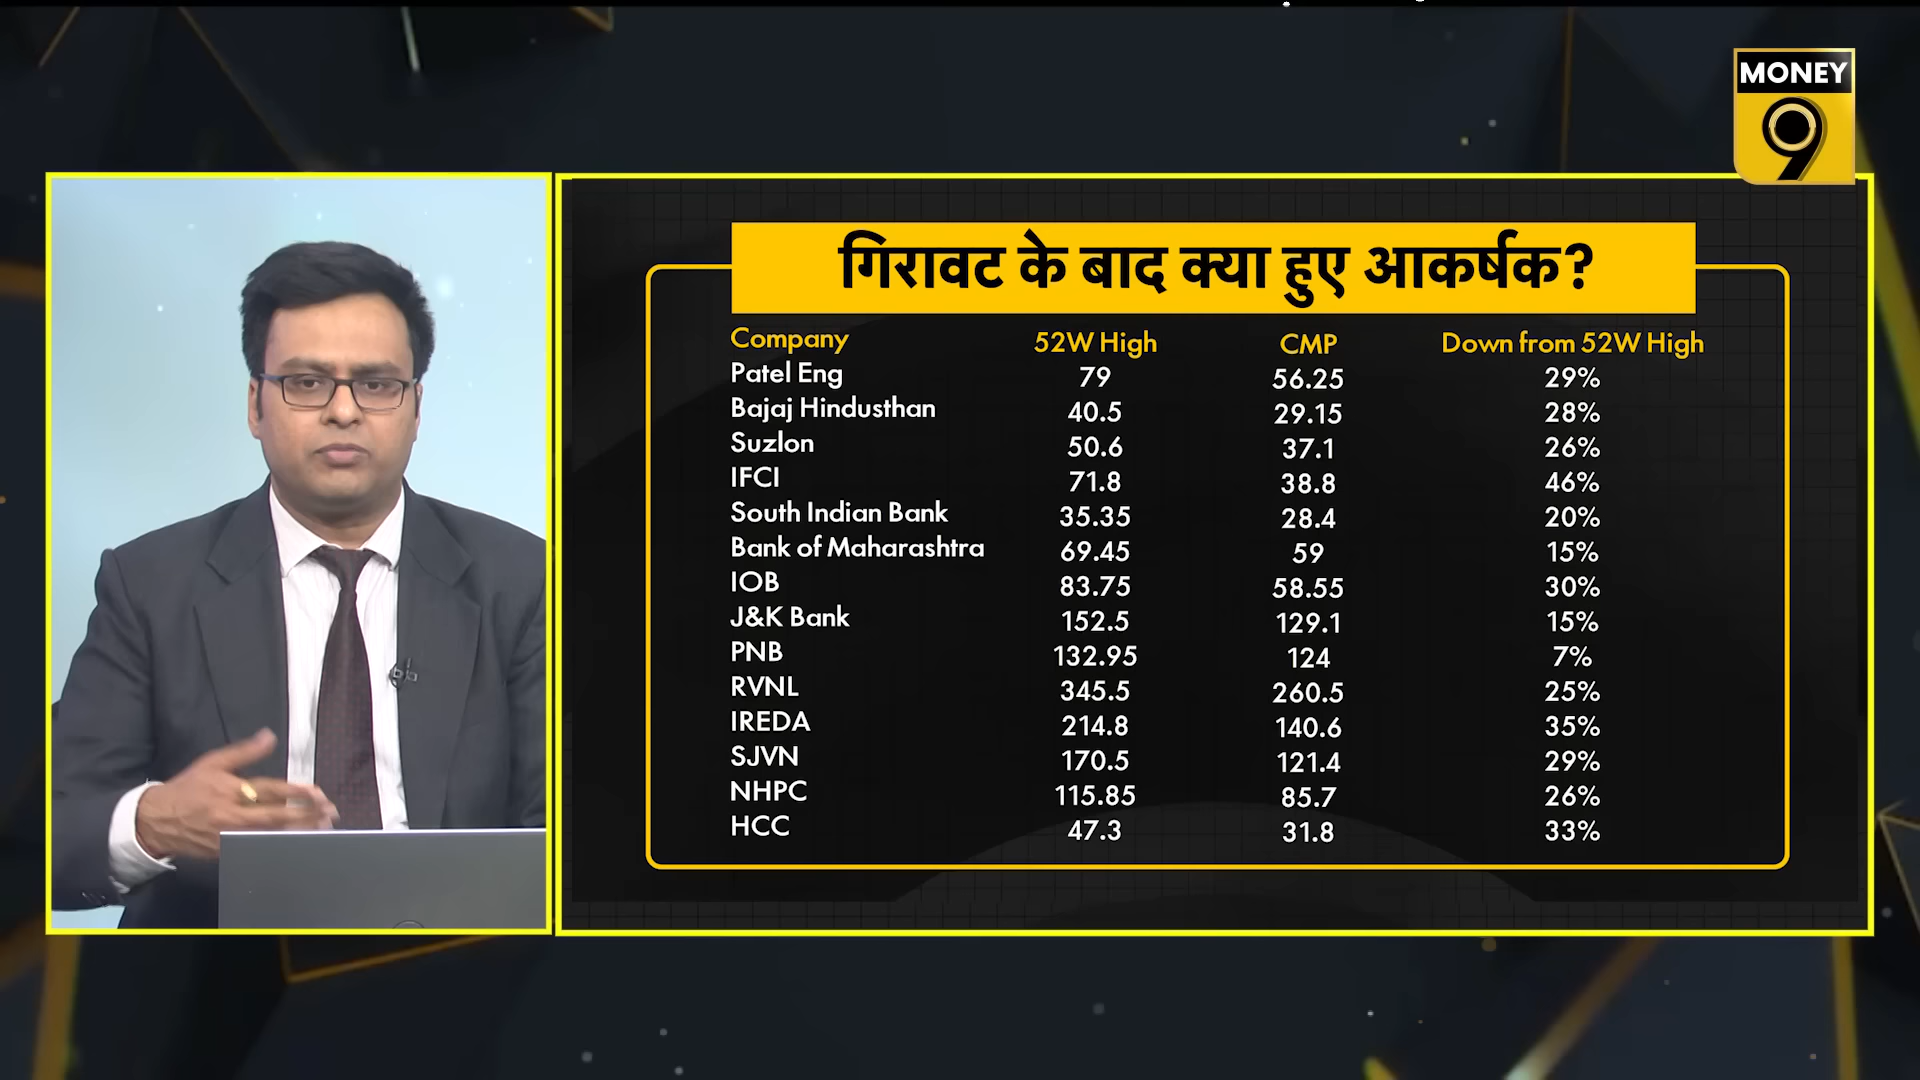 MONEY
9
गिरावट के बाद क्या हुए आकर्षक?
Company 52W High CMP Down from 52W High
Patel Eng 79 56.25 29%
Bajaj Hindusthan 40.5 29.15 28%
Suzlon 50.6 37.1 26%
IFCI 71.8 38.8 46%
South Indian Bank 35.35 28.4 20%
Bank of Maharashtra 69.45 59 15%
IOB 83.75 58.55 30%
J&K Bank 152.5 129.1 15%
PNB 132.95 124 7%
RVNL 345.5 260.5 25%
IREDA 214.8 140.6 35%
SJVN 170.5 121.4 29%
NHPC 115.85 85.7 26%
HCC 47.3 31.8 33%